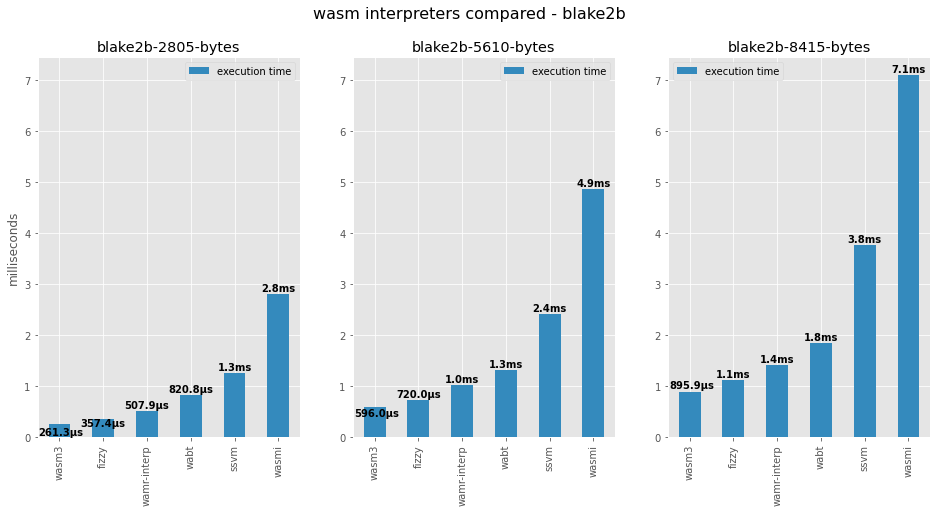 wasm interpreters compared - blake2b
blake2b-2805-bytes
execution time
milliseconds
7
6
5
4
3
2
1
0
261.3µs
357.4µs
507.9µs
820.8µs
1.3ms
2.8ms
wasm3
fizzy
wamr-interp
wabt
ssvm
wasmi
blake2b-5610-bytes
execution time
7
6
5
4
3
2
1
0
596.0µs
720.0µs
1.0ms
1.3ms
2.4ms
4.9ms
wasm3
fizzy
wamr-interp
wabt
ssvm
wasmi
blake2b-8415-bytes
execution time
7
6
5
4
3
2
1
0
895.9µs
1.1ms
1.4ms
1.8ms
3.8ms
7.1ms
wasm3
fizzy
wamr-interp
wabt
ssvm
wasmi